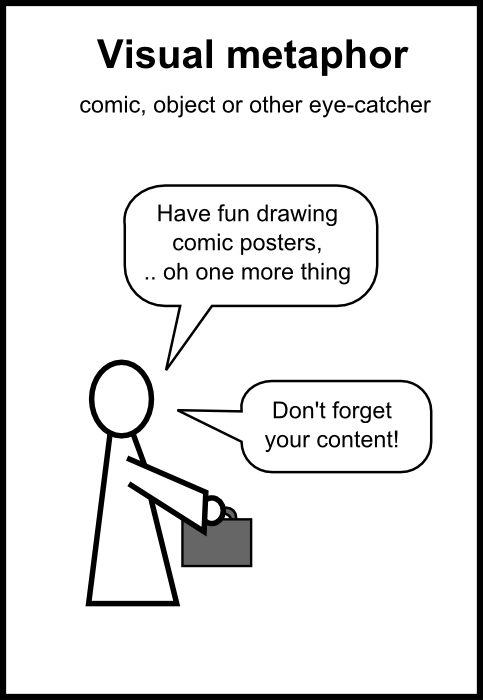 Visual metaphor
comic, object or other eye-catcher
Have fun drawing
comic posters,
.. oh one more thing
Don't forget
your content!